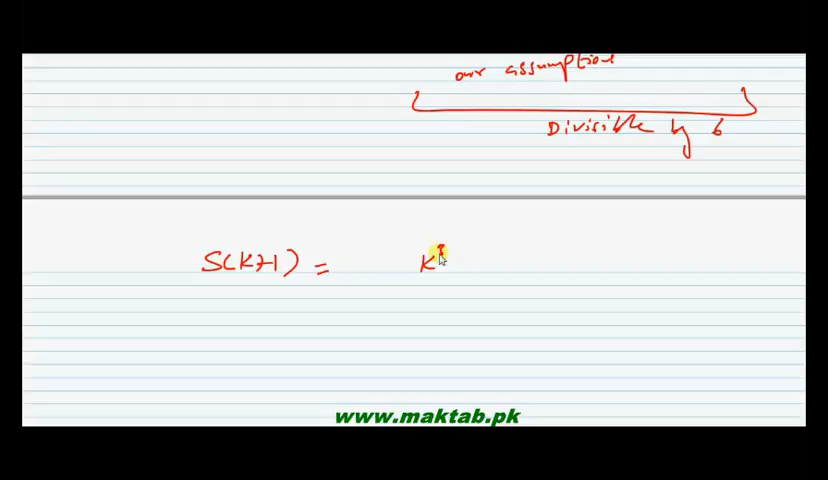 our assumption
Divisible by 6
S(K+1) = K
www.maktab.pk